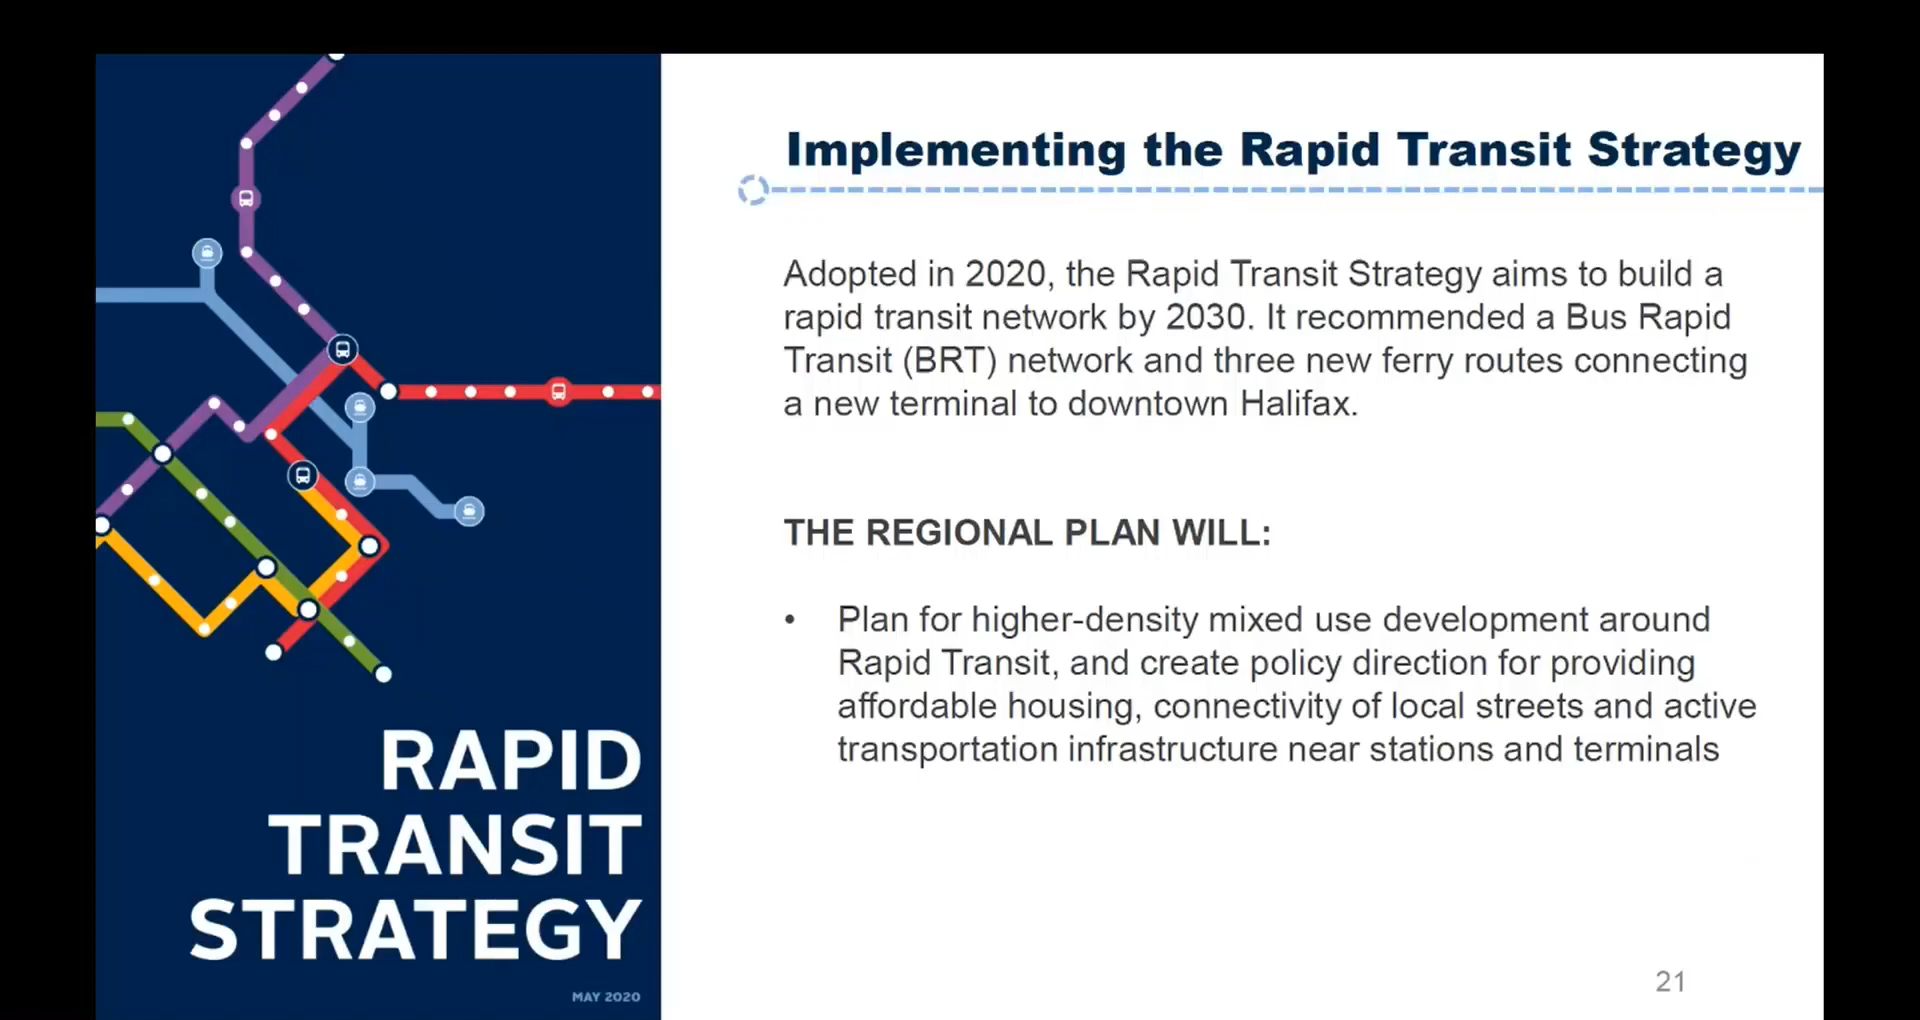 RAPID
TRANSIT
STRATEGY
MAY 2020
Implementing the Rapid Transit Strategy
Adopted in 2020, the Rapid Transit Strategy aims to build a
rapid transit network by 2030. It recommended a Bus Rapid
Transit (BRT) network and three new ferry routes connecting
a new terminal to downtown Halifax.
THE REGIONAL PLAN WILL:
• Plan for higher-density mixed use development around
Rapid Transit, and create policy direction for providing
affordable housing, connectivity of local streets and active
transportation infrastructure near stations and terminals
21